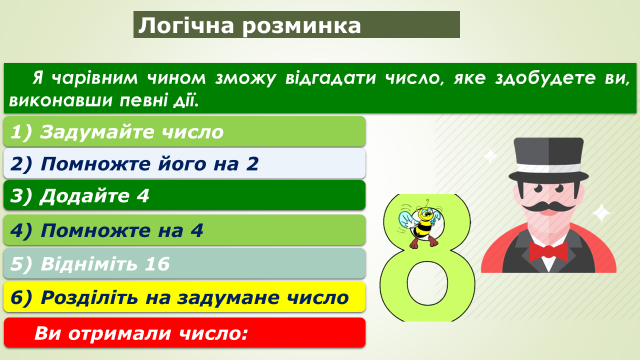 Логічна розминка
Я чарівним чином зможу відгадати число, яке здобудете ви,
виконавши певні дії.
1) Задумайте число
2) Помножте його на 2
3) Додайте 4
4) Помножте на 4
5) Відніміть 16
6) Розділіть на задумане число
Ви отримали число:
8